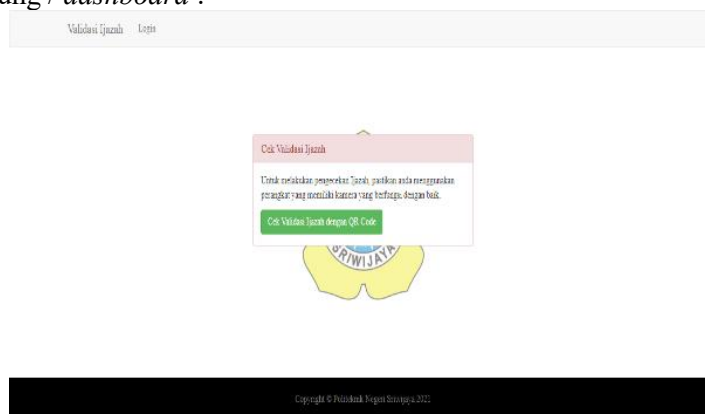 ang / dashboard .
Validasi Ijazah Login
Cek Validasi Ijazah
Untuk melakukan pengecekan Ijazah, pastikan anda menggunakan
perangkat yang memiliki kamera yang berfungsi dengan baik.
Cek Validasi Ijazah dengan QR Code
SRIWIJAYA
Copyright © Politeknik Negeri Sriwijaya 2021